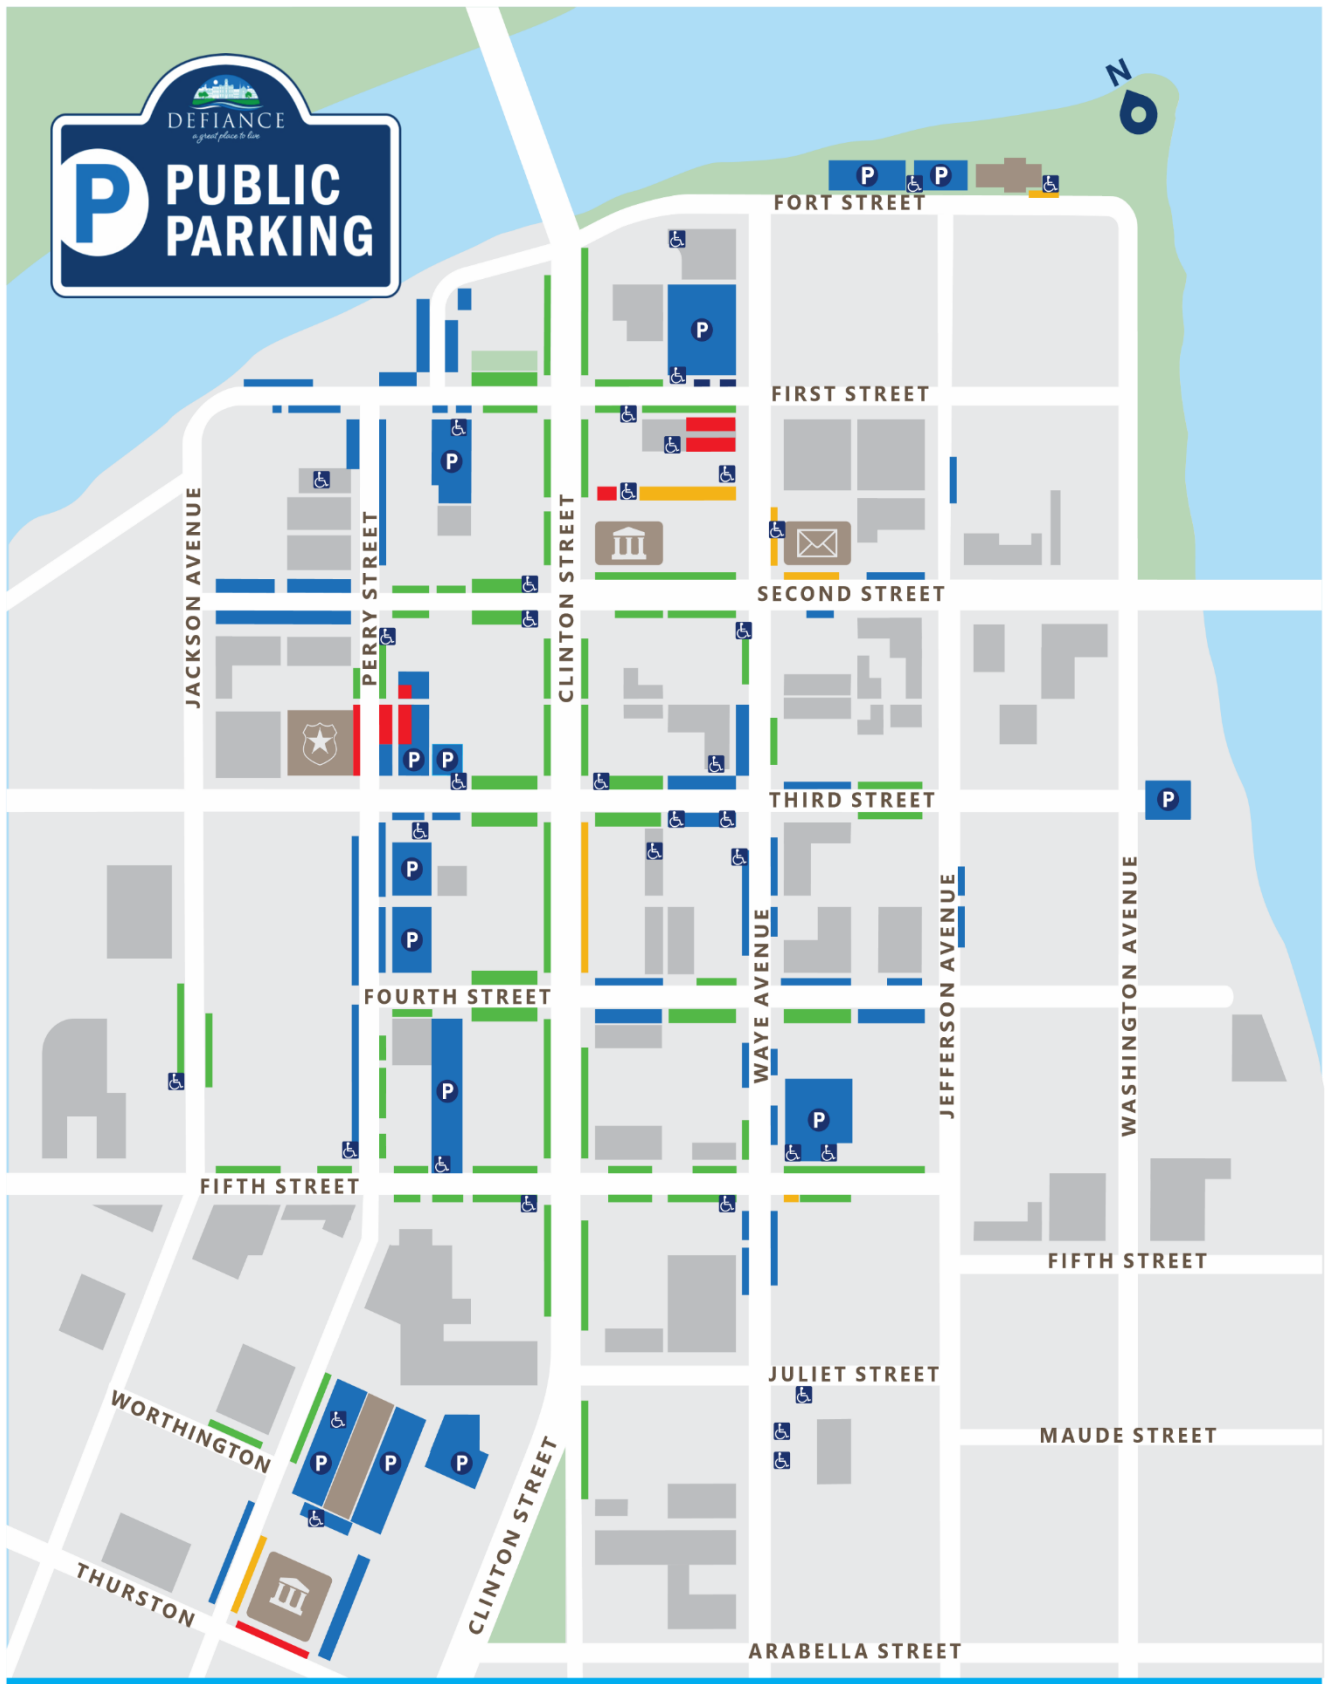 N
DEFIANCE
a great place to live
P PUBLIC
PARKING
P
P
FORT STREET
P
FIRST STREET
P
JACKSON AVENUE
PERRY STREET
CLINTON STREET
SECOND STREET
P
P
THIRD STREET
P
P
P
FOURTH STREET
WAYE AVENUE
JEFFERSON AVENUE
WASHINGTON AVENUE
P
P
FIFTH STREET
FIFTH STREET
JULIET STREET
WORTHINGTON
MAUDE STREET
P
P
P
CLINTON STREET
THURSTON
ARABELLA STREET